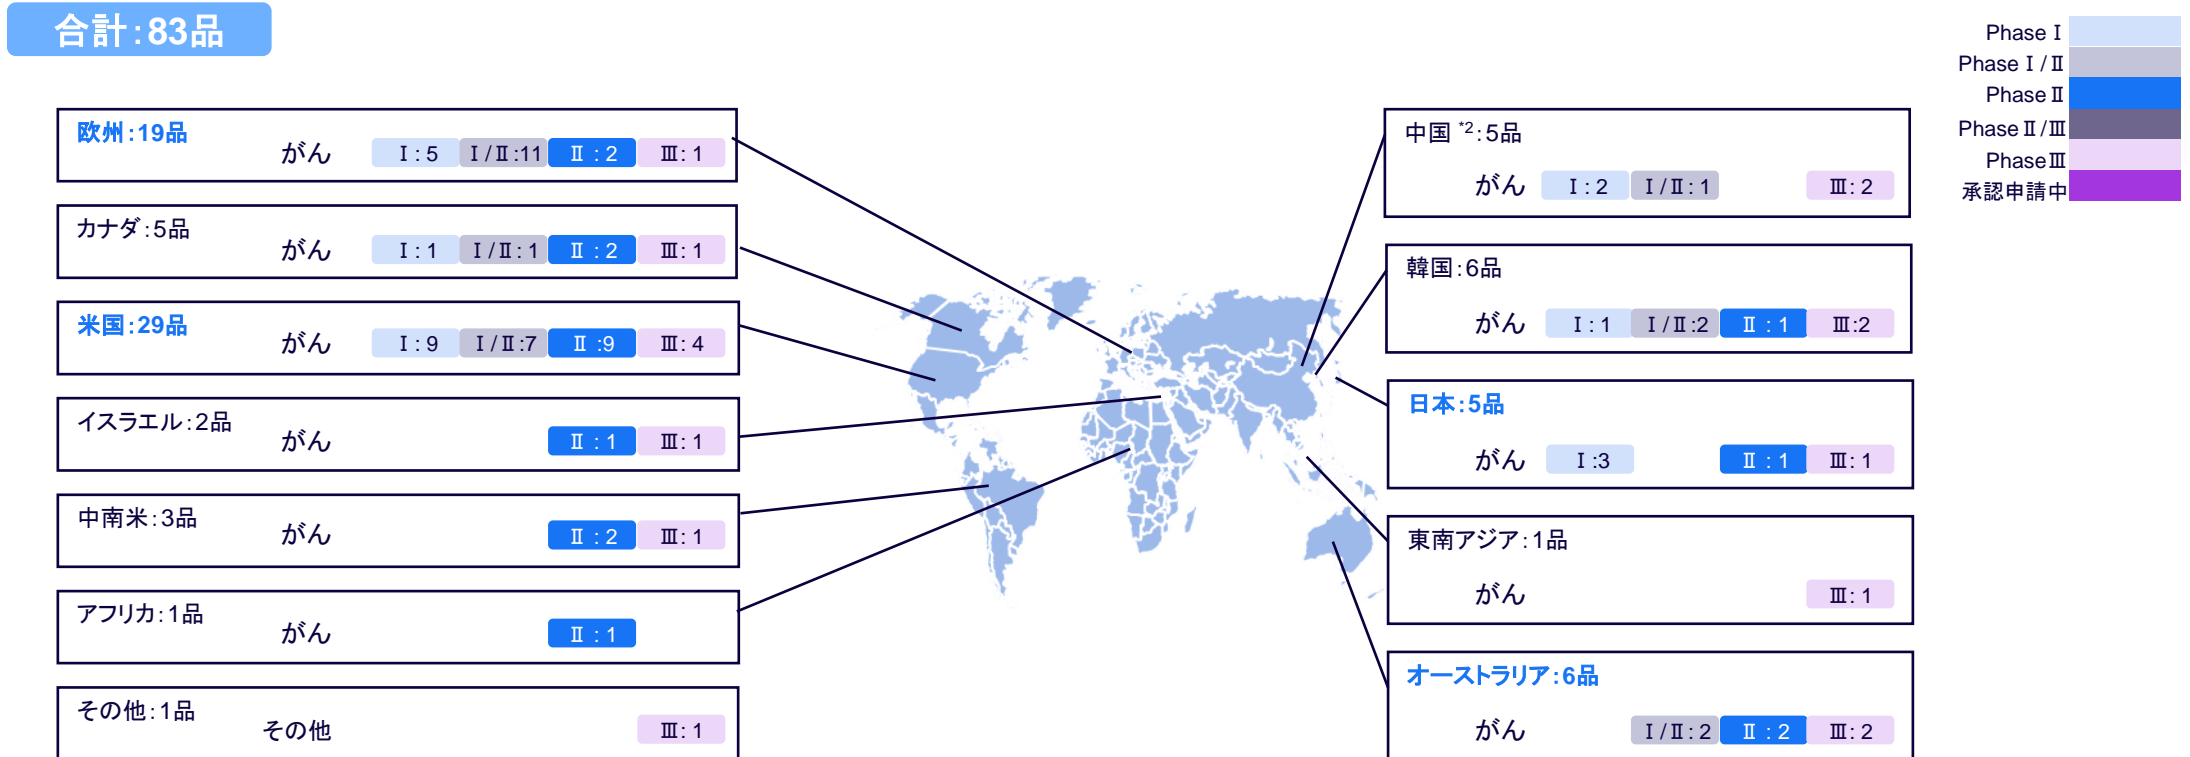 合計:83品
Phase Ⅰ
Phase Ⅰ/Ⅱ
Phase Ⅱ
Phase Ⅱ/Ⅲ
Phase Ⅲ
承認申請中
欧州:19品
がん Ⅰ:5 Ⅰ/Ⅱ:11 Ⅱ:2 Ⅲ:1
カナダ:5品
がん Ⅰ:1 Ⅰ/Ⅱ:1 Ⅱ:2 Ⅲ:1
米国:29品
がん Ⅰ:9 Ⅰ/Ⅱ:7 Ⅱ:9 Ⅲ:4
イスラエル:2品
がん Ⅱ:1 Ⅲ:1
中南米:3品
がん Ⅱ:2 Ⅲ:1
アフリカ:1品
がん Ⅱ:1
その他:1品
その他 Ⅲ:1
中国 *2:5品
がん Ⅰ:2 Ⅰ/Ⅱ:1 Ⅲ:2
韓国:6品
がん Ⅰ:1 Ⅰ/Ⅱ:2 Ⅱ:1 Ⅲ:2
日本:5品
がん Ⅰ:3 Ⅱ:1 Ⅲ:1
東南アジア:1品
がん Ⅲ:1
オーストラリア:6品
がん Ⅰ/Ⅱ:2 Ⅱ:2 Ⅲ:2